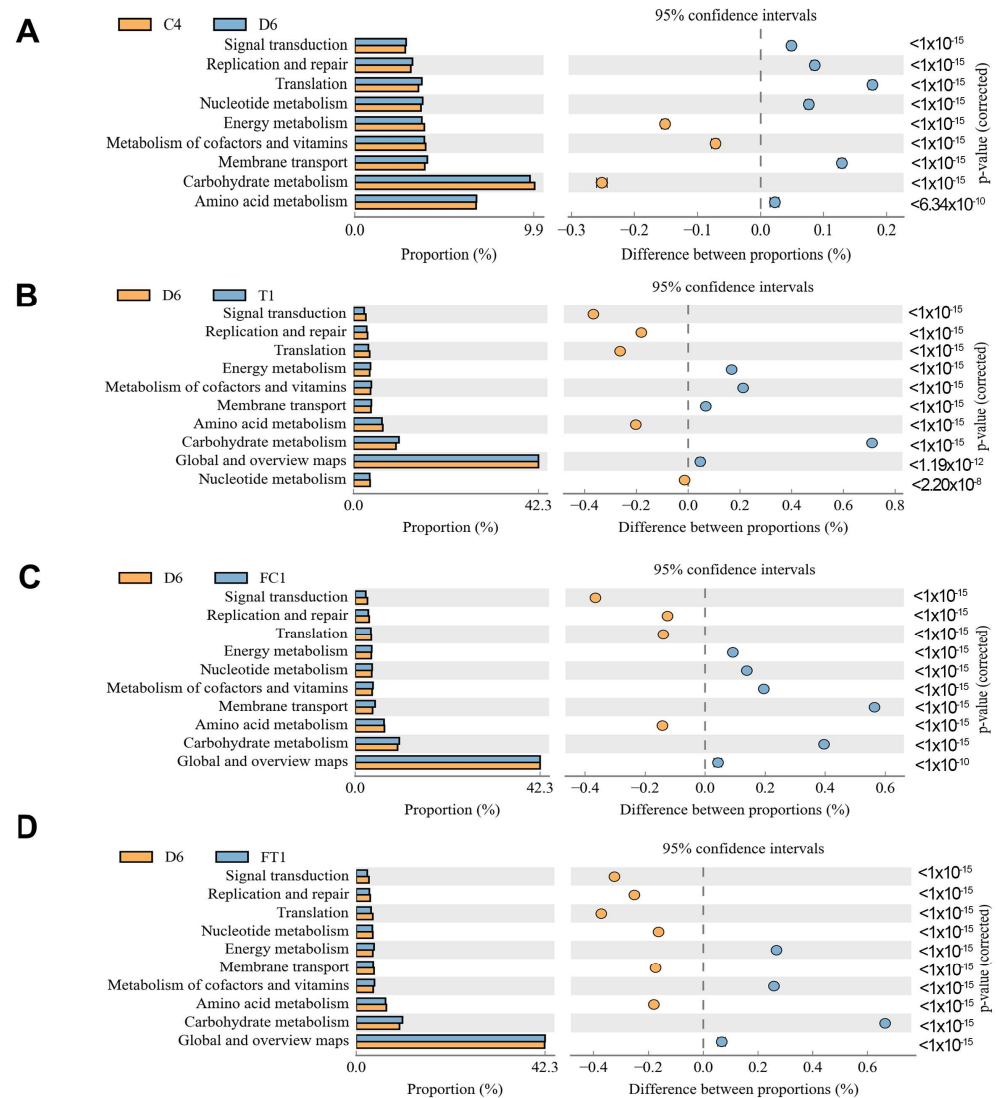 A
C4 D6
95% confidence intervals
Signal transduction <1x10-15
Replication and repair <1x10-15
Translation <1x10-15
Nucleotide metabolism <1x10-15
Energy metabolism <1x10-15
Metabolism of cofactors and vitamins <1x10-15
Membrane transport <1x10-15
Carbohydrate metabolism <1x10-15
Amino acid metabolism <6.34x10-10
p-value (corrected)
0.0 9.9 −0.3 −0.2 −0.1 0.0 0.1 0.2
Proportion (%) Difference between proportions (%)
B
D6 T1
95% confidence intervals
Signal transduction <1x10-15
Replication and repair <1x10-15
Translation <1x10-15
Energy metabolism <1x10-15
Metabolism of cofactors and vitamins <1x10-15
Membrane transport <1x10-15
Amino acid metabolism <1x10-15
Carbohydrate metabolism <1x10-15
Global and overview maps <1.19x10-12
Nucleotide metabolism <2.20x10-8
p-value (corrected)
0.0 42.3 −0.4 −0.2 0.0 0.2 0.4 0.6 0.8
Proportion (%) Difference between proportions (%)
C
D6 FC1
95% confidence intervals
Signal transduction <1x10-15
Replication and repair <1x10-15
Translation <1x10-15
Energy metabolism <1x10-15
Nucleotide metabolism <1x10-15
Metabolism of cofactors and vitamins <1x10-15
Membrane transport <1x10-15
Amino acid metabolism <1x10-15
Carbohydrate metabolism <1x10-15
Global and overview maps <1x10-10
p-value (corrected)
0.0 42.3 −0.4 −0.2 0.0 0.2 0.4 0.6
Proportion (%) Difference between proportions (%)
D
D6 FT1
95% confidence intervals
Signal transduction <1x10-15
Replication and repair <1x10-15
Translation <1x10-15
Nucleotide metabolism <1x10-15
Energy metabolism <1x10-15
Membrane transport <1x10-15
Metabolism of cofactors and vitamins <1x10-15
Amino acid metabolism <1x10-15
Carbohydrate metabolism <1x10-15
Global and overview maps <1x10-15
p-value (corrected)
0.0 42.3 −0.4 −0.2 0.0 0.2 0.4 0.6
Proportion (%) Difference between proportions (%)